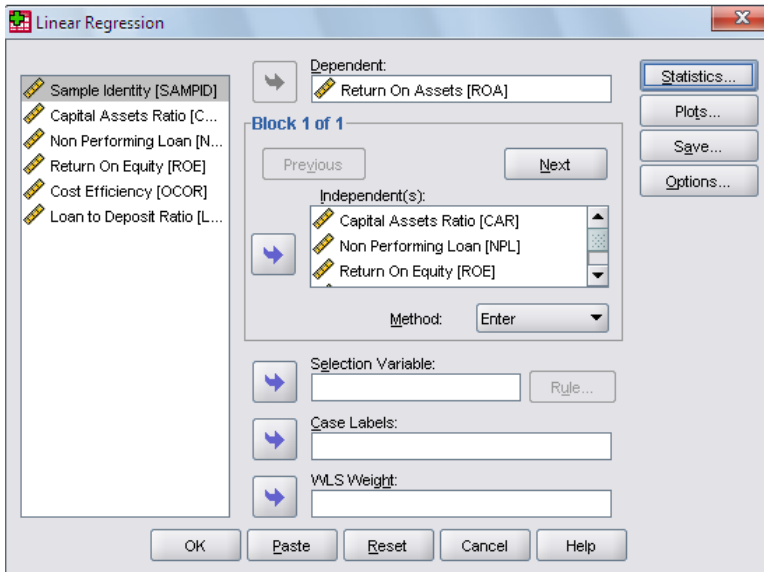 Linear Regression
Sample Identity [SAMPID]
Capital Assets Ratio [C...
Non Performing Loan [N...
Return On Equity [ROE]
Cost Efficiency [OCOR]
Loan to Deposit Ratio [L...
Dependent:
Return On Assets [ROA]
Block 1 of 1
Previous
Next
Independent(s):
Capital Assets Ratio [CAR]
Non Performing Loan [NPL]
Return On Equity [ROE]
Method:
Enter
Selection Variable:
Rule...
Case Labels:
WLS Weight:
Statistics...
Plots...
Save...
Options...
OK
Paste
Reset
Cancel
Help